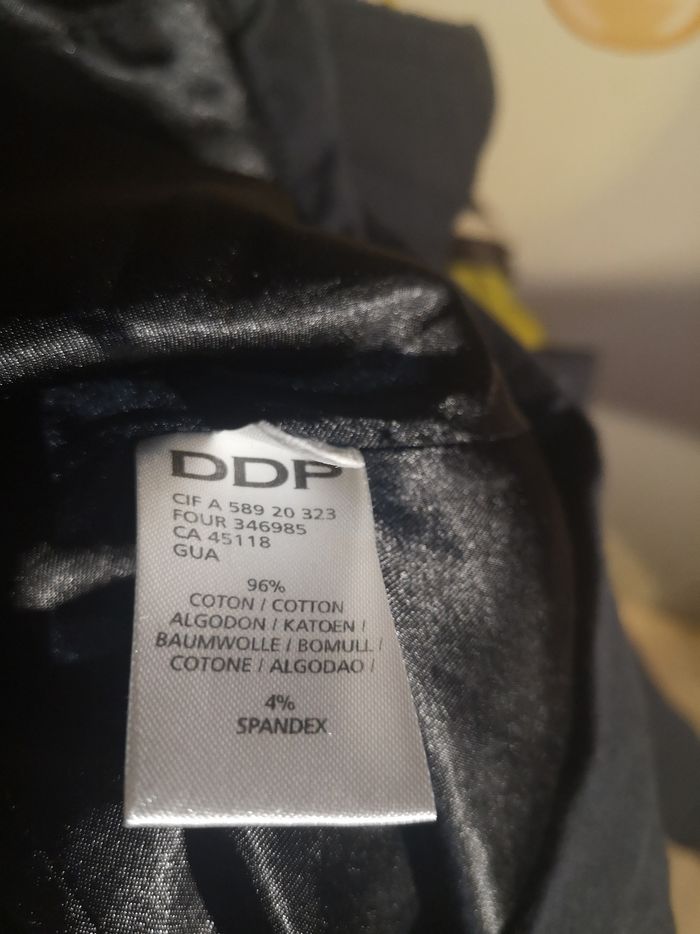 DDP
CIF A 589 20 323
FOUR 346985
CA 45118
GUA
96%
COTON / COTTON
ALGODON / KATOEN /
BAUMWOLLE / BOMULL /
COTONE / ALGODAO /
4%
SPANDEX